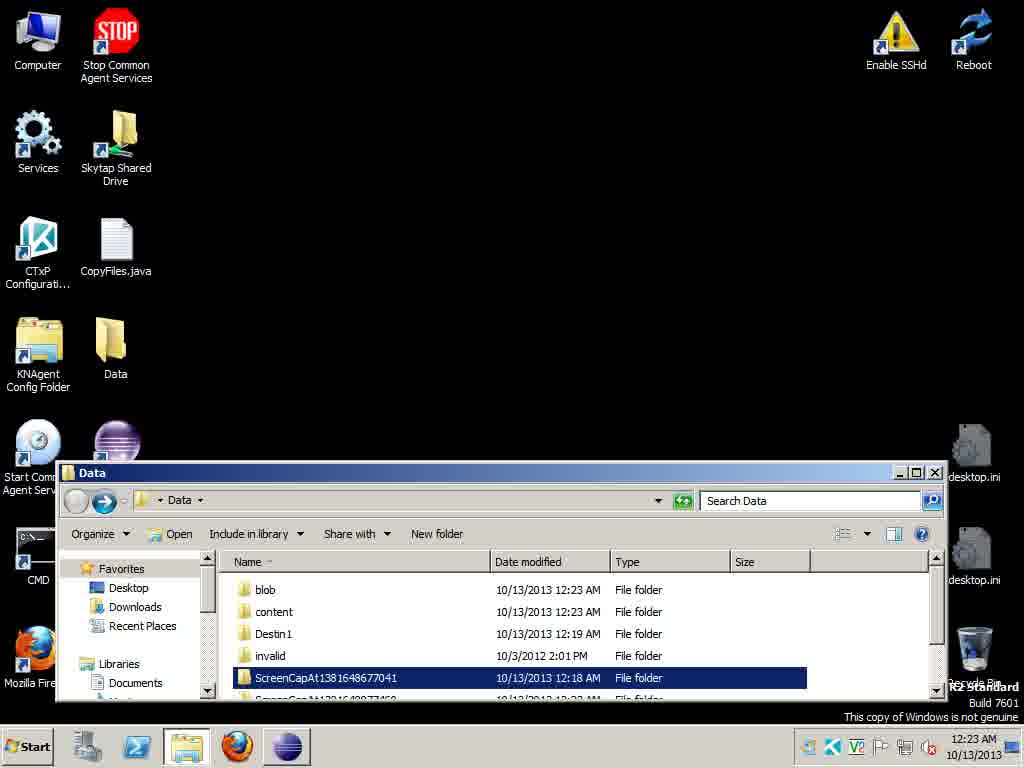 Computer
STOP
Stop Common
Agent Services
Enable SSHd
Reboot
Services
Skytap Shared
Drive
CTxP
Configurati...
CopyFiles.java
KNAgent
Config Folder
Data
Start Com
Agent Serv
desktop.ini
CMD
desktop.ini
Mozilla Fire
Data
Data
Search Data
Organize
Open
Include in library
Share with
New folder
Favorites
Desktop
Downloads
Recent Places
Libraries
Documents
Name
Date modified
Type
Size
blob
10/13/2013 12:23 AM
File folder
content
10/13/2013 12:23 AM
File folder
Destin1
10/13/2013 12:19 AM
File folder
invalid
10/3/2012 2:01 PM
File folder
ScreenCapAt1381648677041
10/13/2013 12:18 AM
File folder
Recycle Bin
R2 Standard
Build 7601
This copy of Windows is not genuine
Start
12:23 AM
10/13/2013